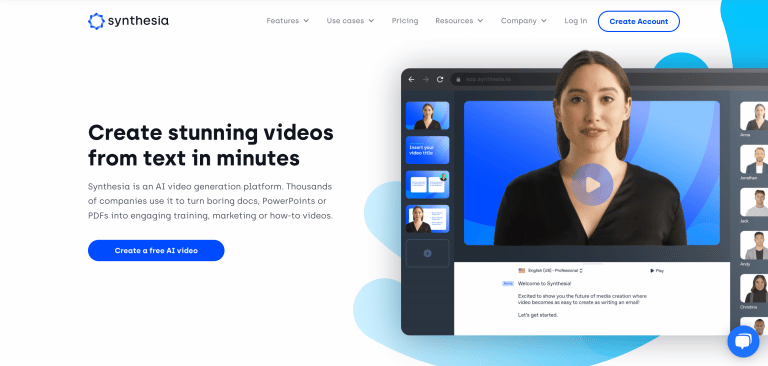 synthesia
Features
Use cases
Pricing
Resources
Company
Log In
Create Account
Create stunning videos
from text in minutes
Synthesia is an AI video generation platform. Thousands
of companies use it to turn boring docs, PowerPoints or
PDFs into engaging training, marketing or how-to videos.
Create a free AI video
app.synthesia.io
Insert your
video title
Anna
Jonathan
Jack
Andy
Christina
English (US) - Professional
Play
Welcome to Synthesia!
Excited to show you the future of media creation where
video becomes as easy to create as writing an email!
Let's get started.